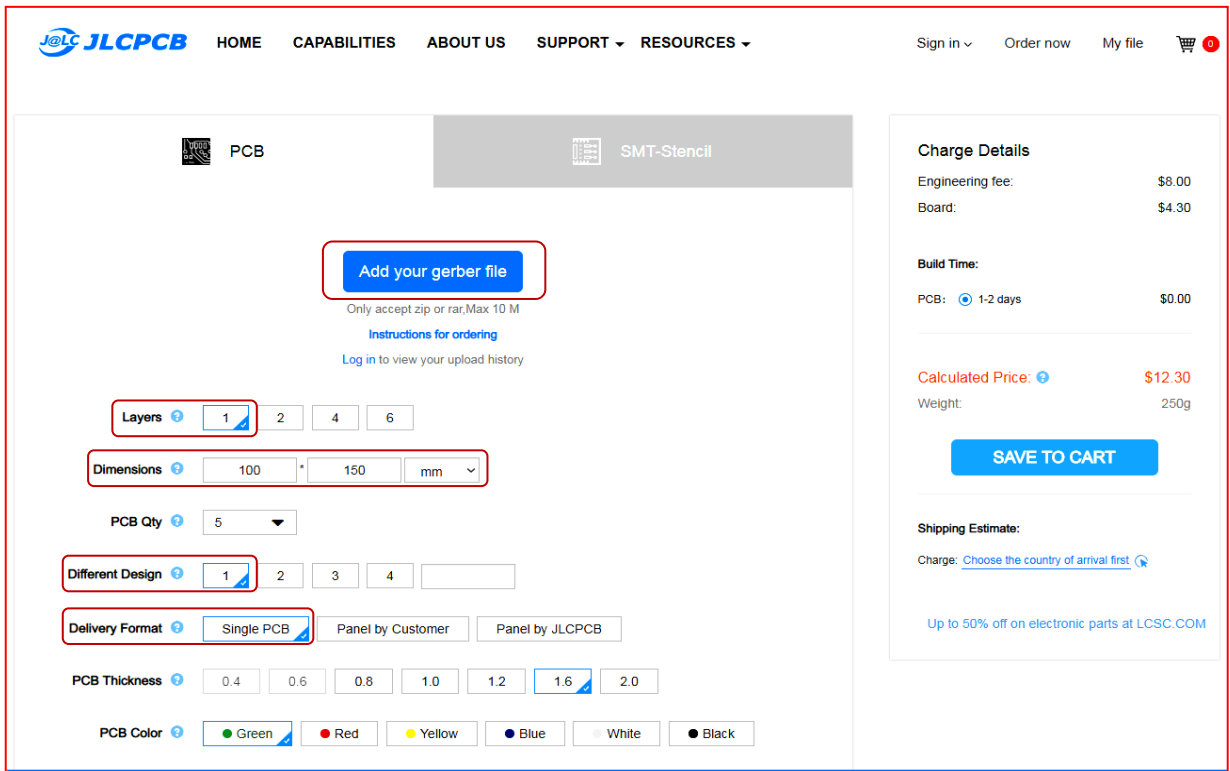 J@LC JLCPCB HOME CAPABILITIES ABOUT US SUPPORT RESOURCES Sign in Order now My file 0
PCB SMT-Stencil
Add your gerber file
Only accept zip or rar,Max 10 M
Instructions for ordering
Log in to view your upload history
Layers ? 1 2 4 6
Dimensions ? 100 * 150 mm
PCB Qty ? 5
Different Design ? 1 2 3 4
Delivery Format ? Single PCB Panel by Customer Panel by JLCPCB
PCB Thickness ? 0.4 0.6 0.8 1.0 1.2 1.6 2.0
PCB Color ? Green Red Yellow Blue White Black
Charge Details
Engineering fee: $8.00
Board: $4.30
Build Time:
PCB: 1-2 days $0.00
Calculated Price: ? $12.30
Weight: 250g
SAVE TO CART
Shipping Estimate:
Charge: Choose the country of arrival first
Up to 50% off on electronic parts at LCSC.COM